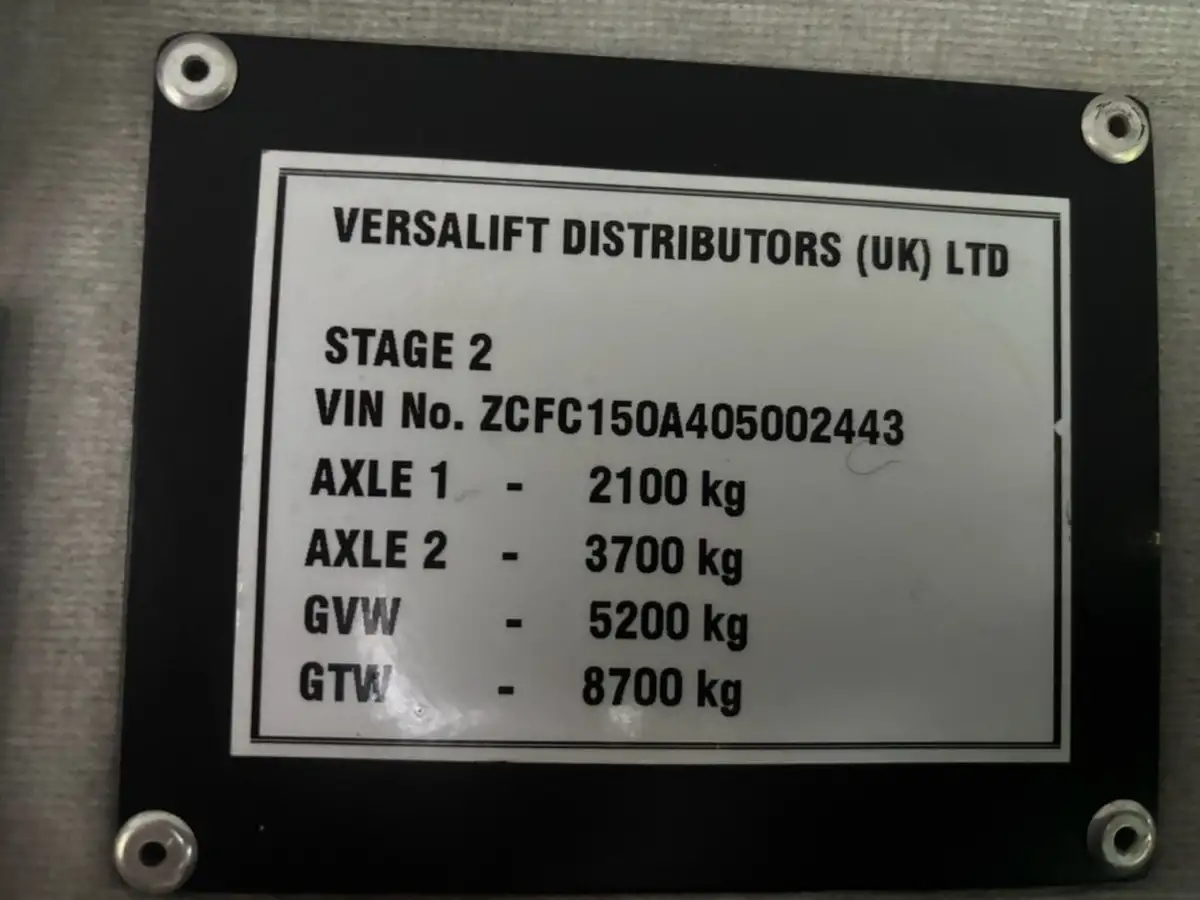 VERSALIFT DISTRIBUTORS (UK) LTD
STAGE 2
VIN No. ZCFC150A405002443
AXLE 1 - 2100 kg
AXLE 2 - 3700 kg
GVW - 5200 kg
GTW - 8700 kg